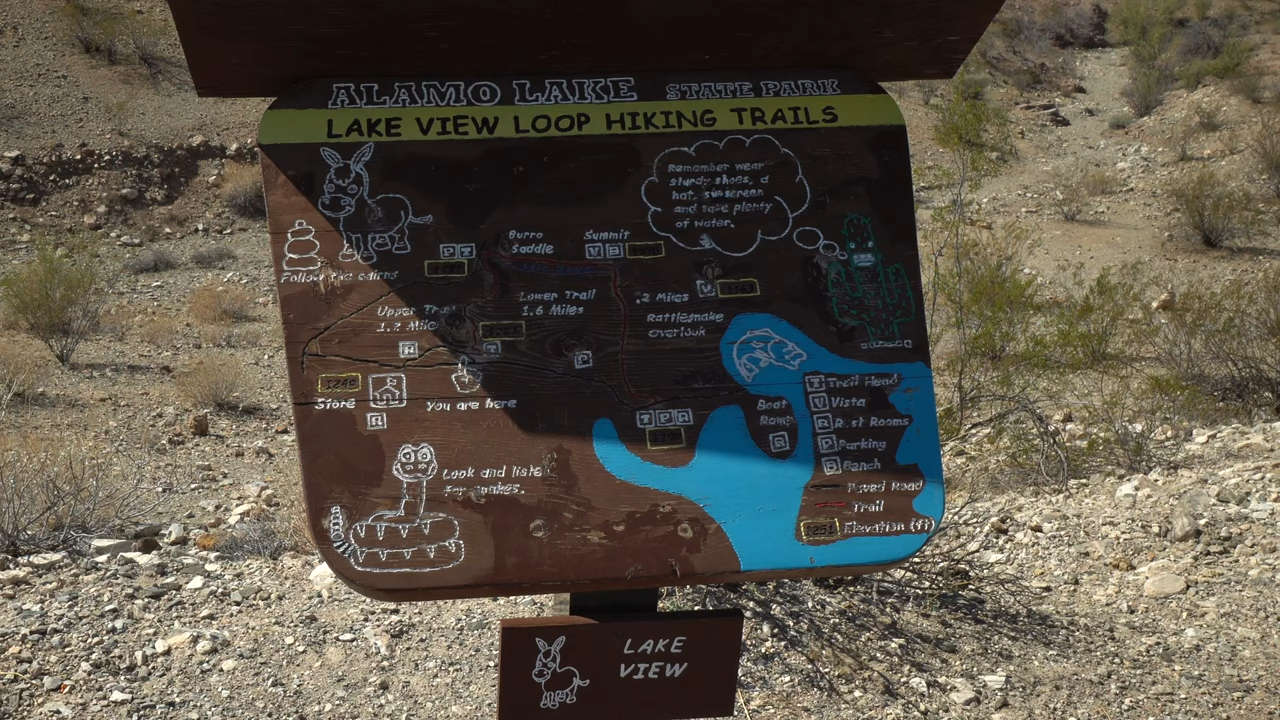 ALAMO LAKE STATE PARK
LAKE VIEW LOOP HIKING TRAILS
Remember wear
sturdy shoes, a
hat, sunscreen
and take plenty
of water.
Follow the cairns
P T
Burro
Saddle
Summit
V B
V
Upper Trail
1.2 Miles
Lower Trail
1.6 Miles
.2 Miles
Rattlesnake
Overlook
T
P
1240
Store
R
You are here
T P R
Boat
Ramp
R
Look and listen
for snakes.
T Trail Head
V Vista
R Rest Rooms
P Parking
B Bench
Paved Road
Trail
1251 Elevation (ft)
LAKE
VIEW